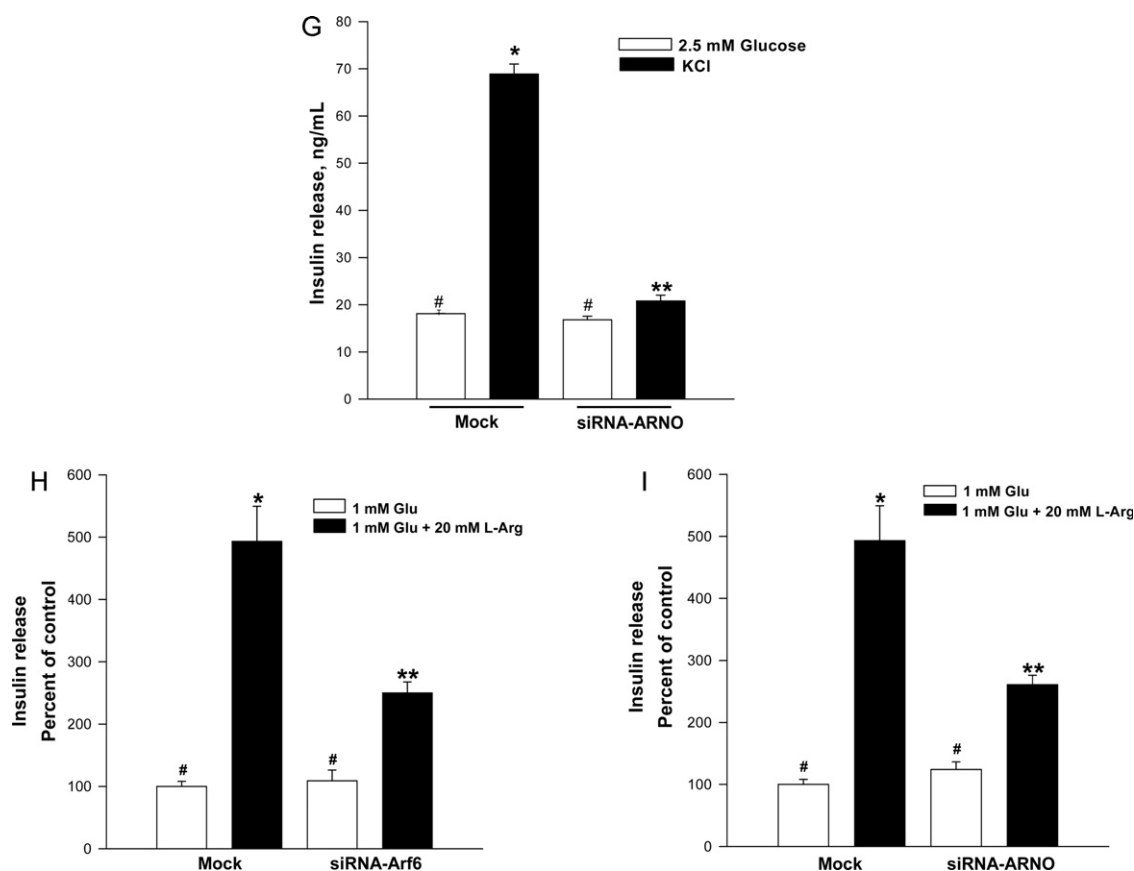 G
Insulin release, ng/mL
80
70
60
50
40
30
20
10
0
2.5 mM Glucose
KCl
#
*
#
**
Mock siRNA-ARNO
H
Insulin release
Percent of control
600
500
400
300
200
100
0
1 mM Glu
1 mM Glu + 20 mM L-Arg
#
*
#
**
Mock siRNA-Arf6
I
Insulin release
Percent of control
600
500
400
300
200
100
0
1 mM Glu
1 mM Glu + 20 mM L-Arg
#
*
#
**
Mock siRNA-ARNO